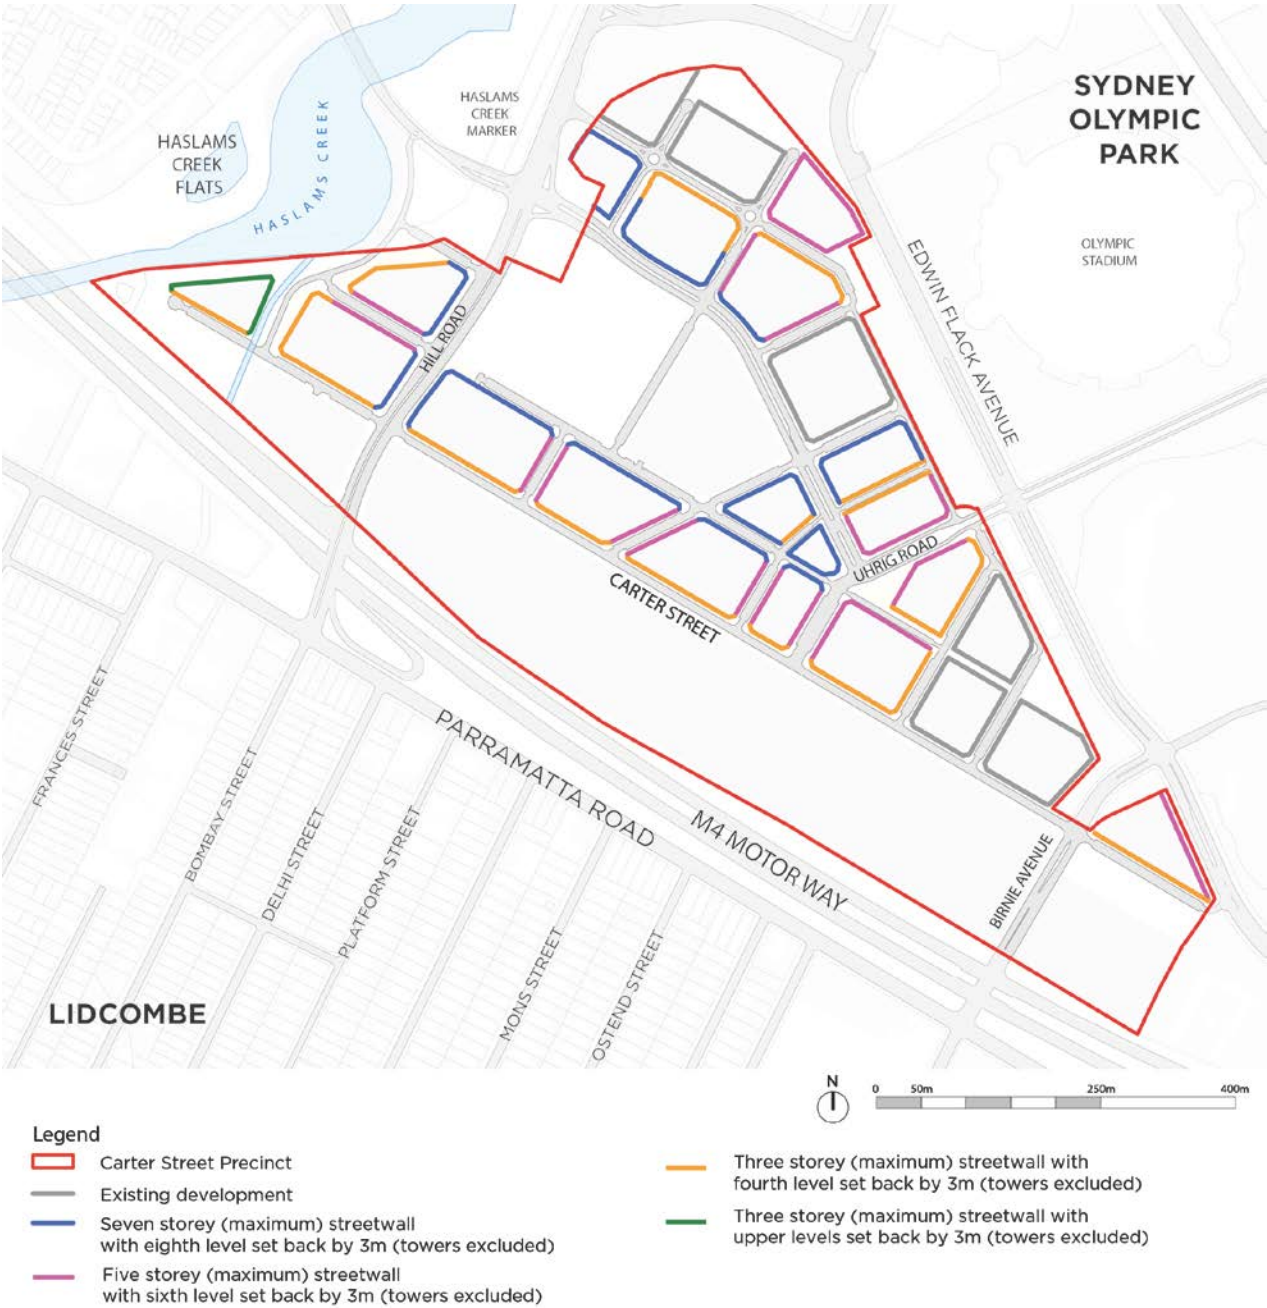 SYDNEY
OLYMPIC
PARK
HASLAMS
CREEK
MARKER
HASLAMS
CREEK
FLATS
HASLAMS CREEK
OLYMPIC
STADIUM
EDWIN FLACK AVENUE
HILL ROAD
UHRIG ROAD
CARTER STREET
FRANCES STREET
PARRAMATTA ROAD
M4 MOTOR WAY
BOMBAY STREET
DELHI STREET
PLATFORM STREET
BIRNIE AVENUE
MONS STREET
OSTEND STREET
LIDCOMBE
N
0 50m 250m 400m
Legend
Carter Street Precinct
Existing development
Seven storey (maximum) streetwall
with eighth level set back by 3m (towers excluded)
Five storey (maximum) streetwall
with sixth level set back by 3m (towers excluded)
Three storey (maximum) streetwall with
fourth level set back by 3m (towers excluded)
Three storey (maximum) streetwall with
upper levels set back by 3m (towers excluded)